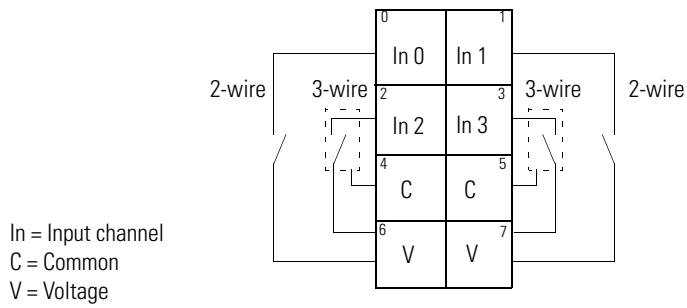 0 1
In 0 In 1
2-wire 3-wire 3-wire 2-wire
2 3
In 2 In 3
4 5
C C
6 7
V V
In = Input channel
C = Common
V = Voltage